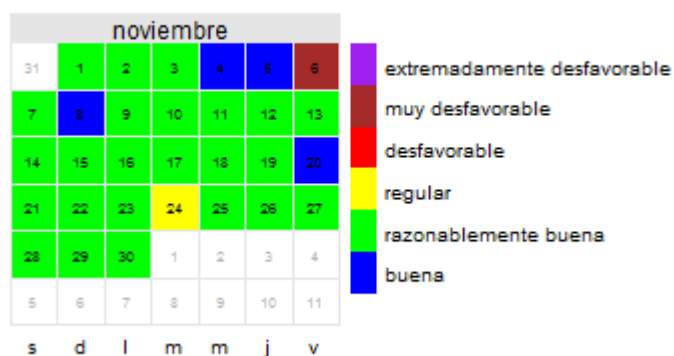 noviembre
31 1 2 3 4 5 6
7 8 9 10 11 12 13
14 15 16 17 18 19 20
21 22 23 24 25 26 27
28 29 30 1 2 3 4
5 6 7 8 9 10 11
s d l m m j v
extremadamente desfavorable
muy desfavorable
desfavorable
regular
razonablemente buena
buena